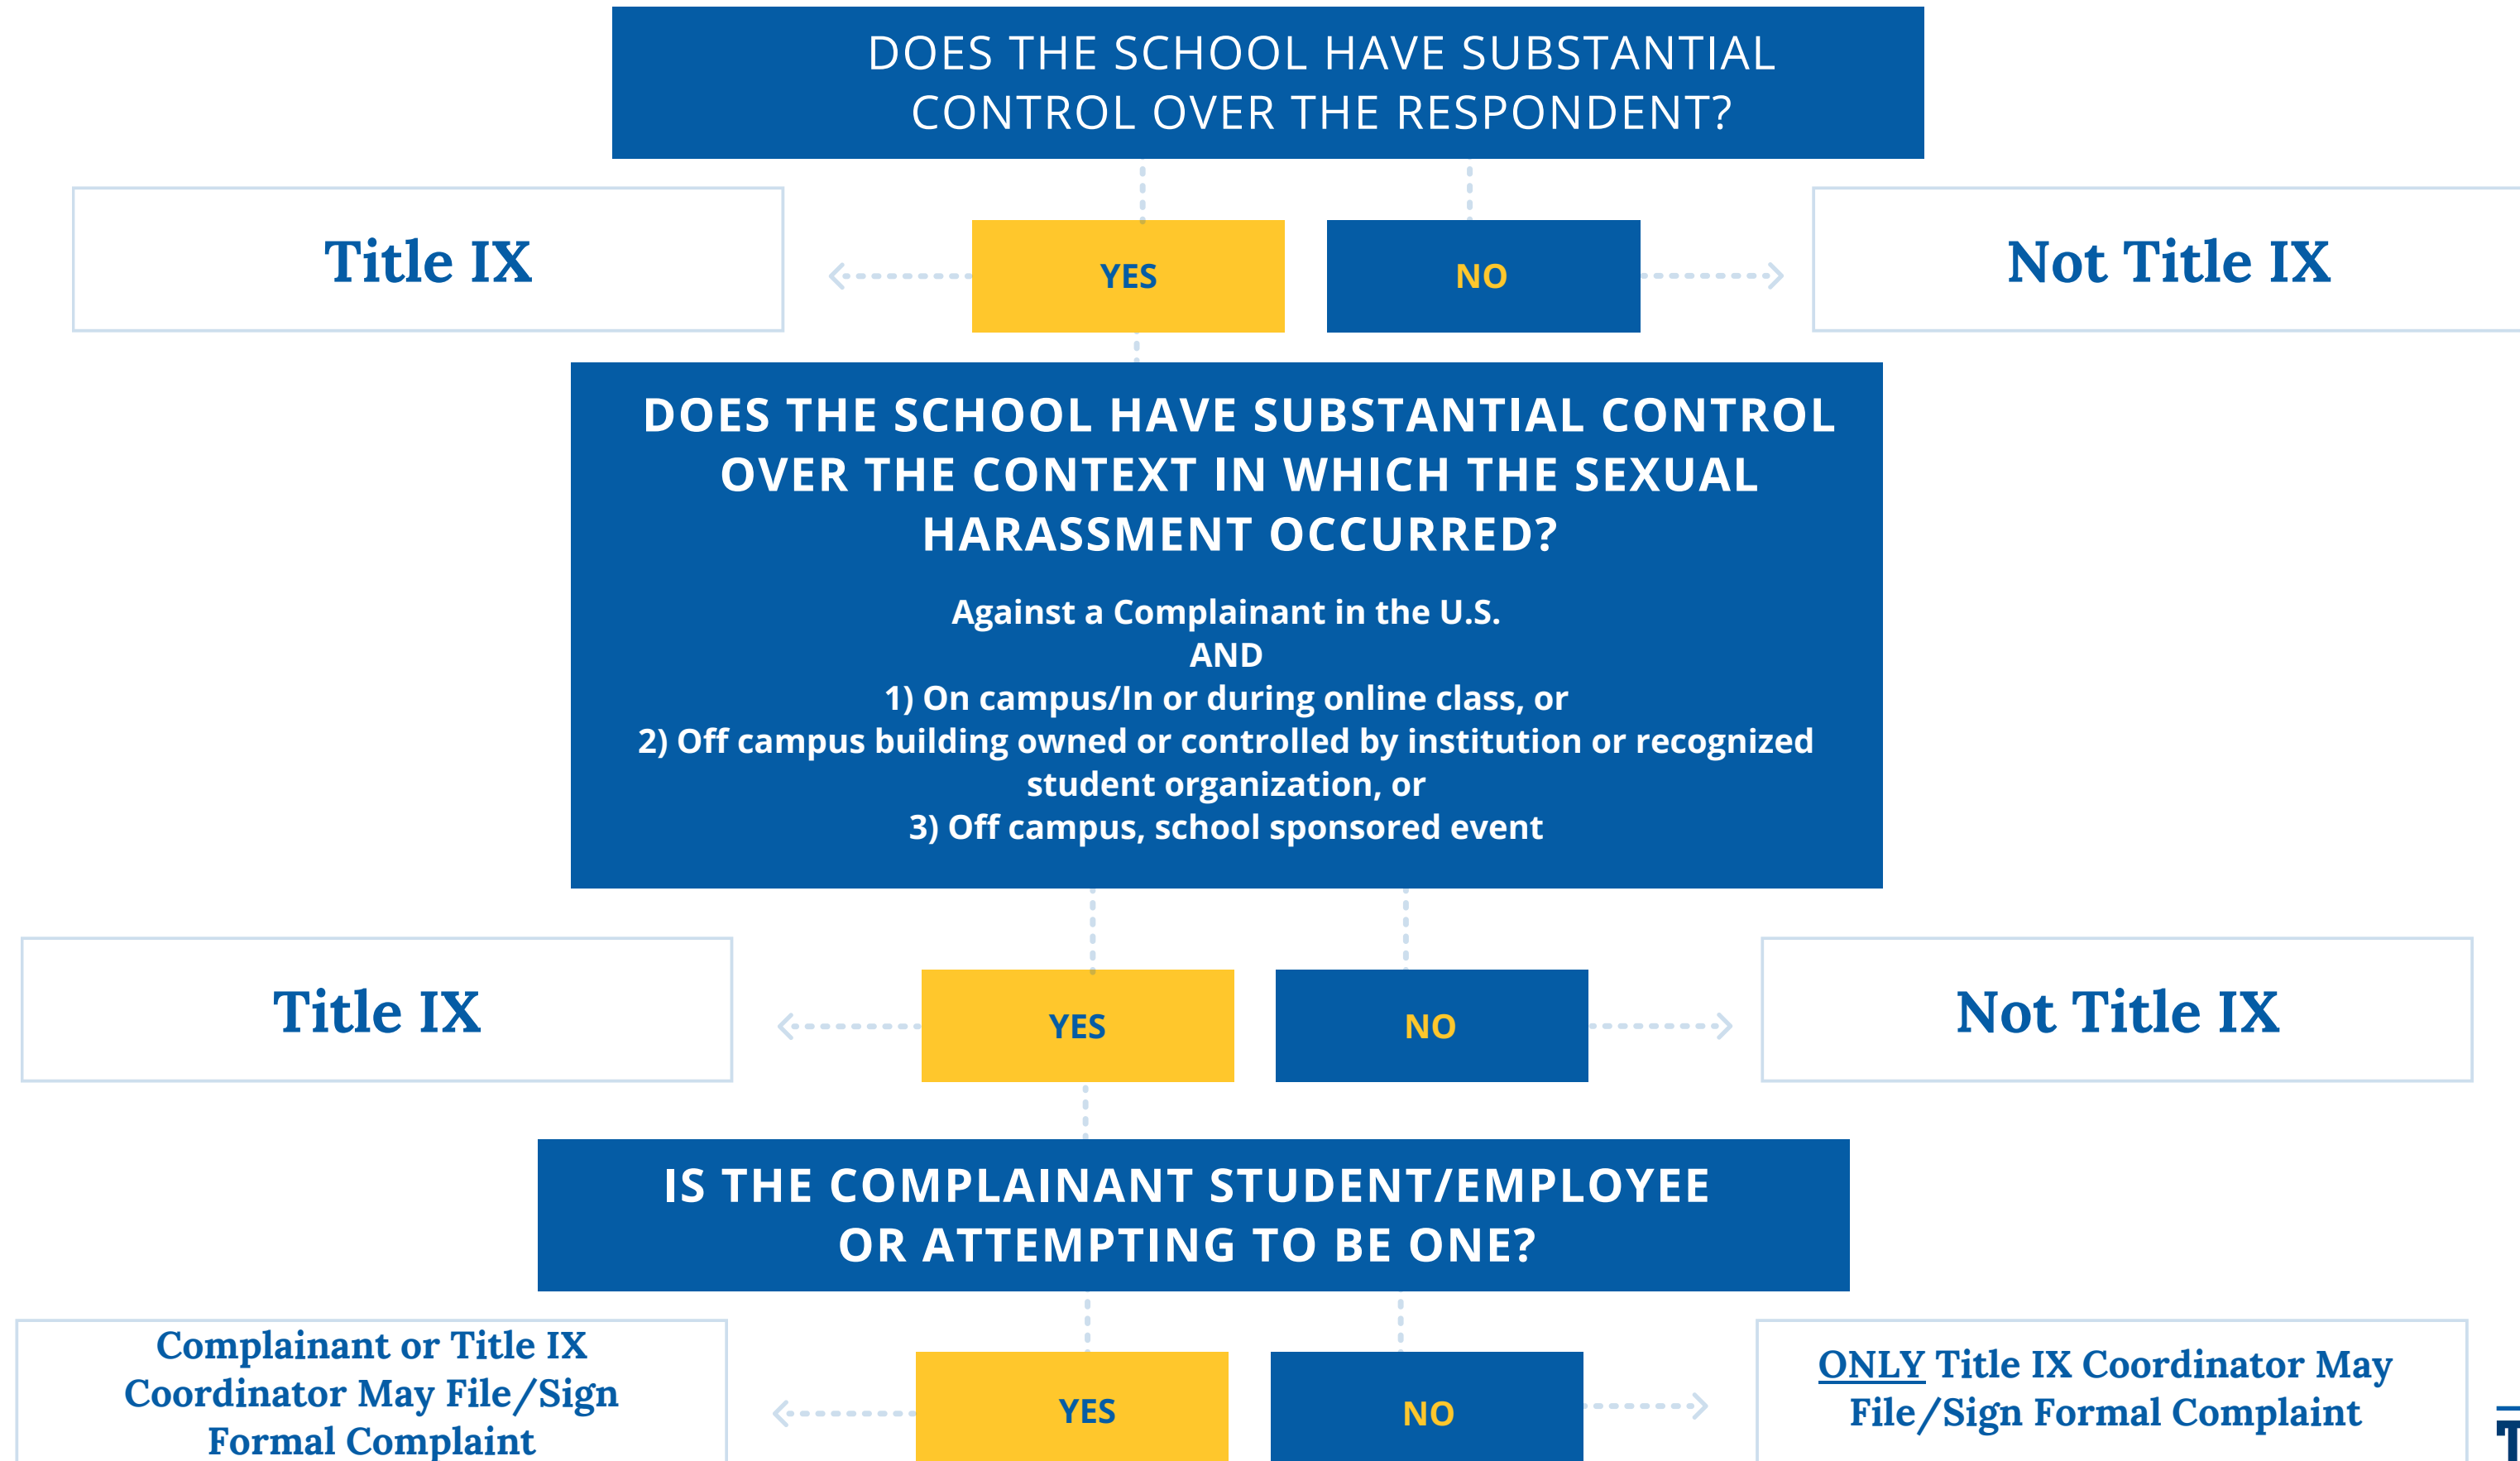 DOES THE SCHOOL HAVE SUBSTANTIAL
CONTROL OVER THE RESPONDENT?
Title IX
YES
NO
Not Title IX
DOES THE SCHOOL HAVE SUBSTANTIAL CONTROL
OVER THE CONTEXT IN WHICH THE SEXUAL
HARASSMENT OCCURRED?
Against a Complainant in the U.S.
AND
1) On campus/In or during online class, or
2) Off campus building owned or controlled by institution or recognized
student organization, or
3) Off campus, school sponsored event
Title IX
YES
NO
Not Title IX
IS THE COMPLAINANT STUDENT/EMPLOYEE
OR ATTEMPTING TO BE ONE?
Complainant or Title IX
Coordinator May File/Sign
Formal Complaint
YES
NO
ONLY Title IX Coordinator May
File/Sign Formal Complaint